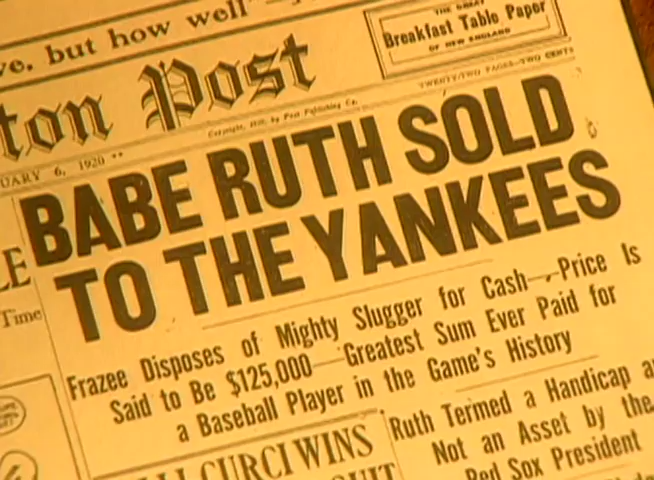 ve, but how well"
THE GREAT
Breakfast Table Paper
OF NEW ENGLAND
ton Post
Copyright, 1920, by Post Publishing Co.
TWENTY-TWO PAGES—TWO CENTS
UARY 6, 1920 **
BABE RUTH SOLD
TO THE YANKEES
LE
Time
Frazee Disposes of Mighty Slugger for Cash—Price Is
Said to Be $125,000—Greatest Sum Ever Paid for
a Baseball Player in the Game's History
CURCI WINS
SUIT
Ruth Termed a Handicap a
Not an Asset by the
Red Sox President